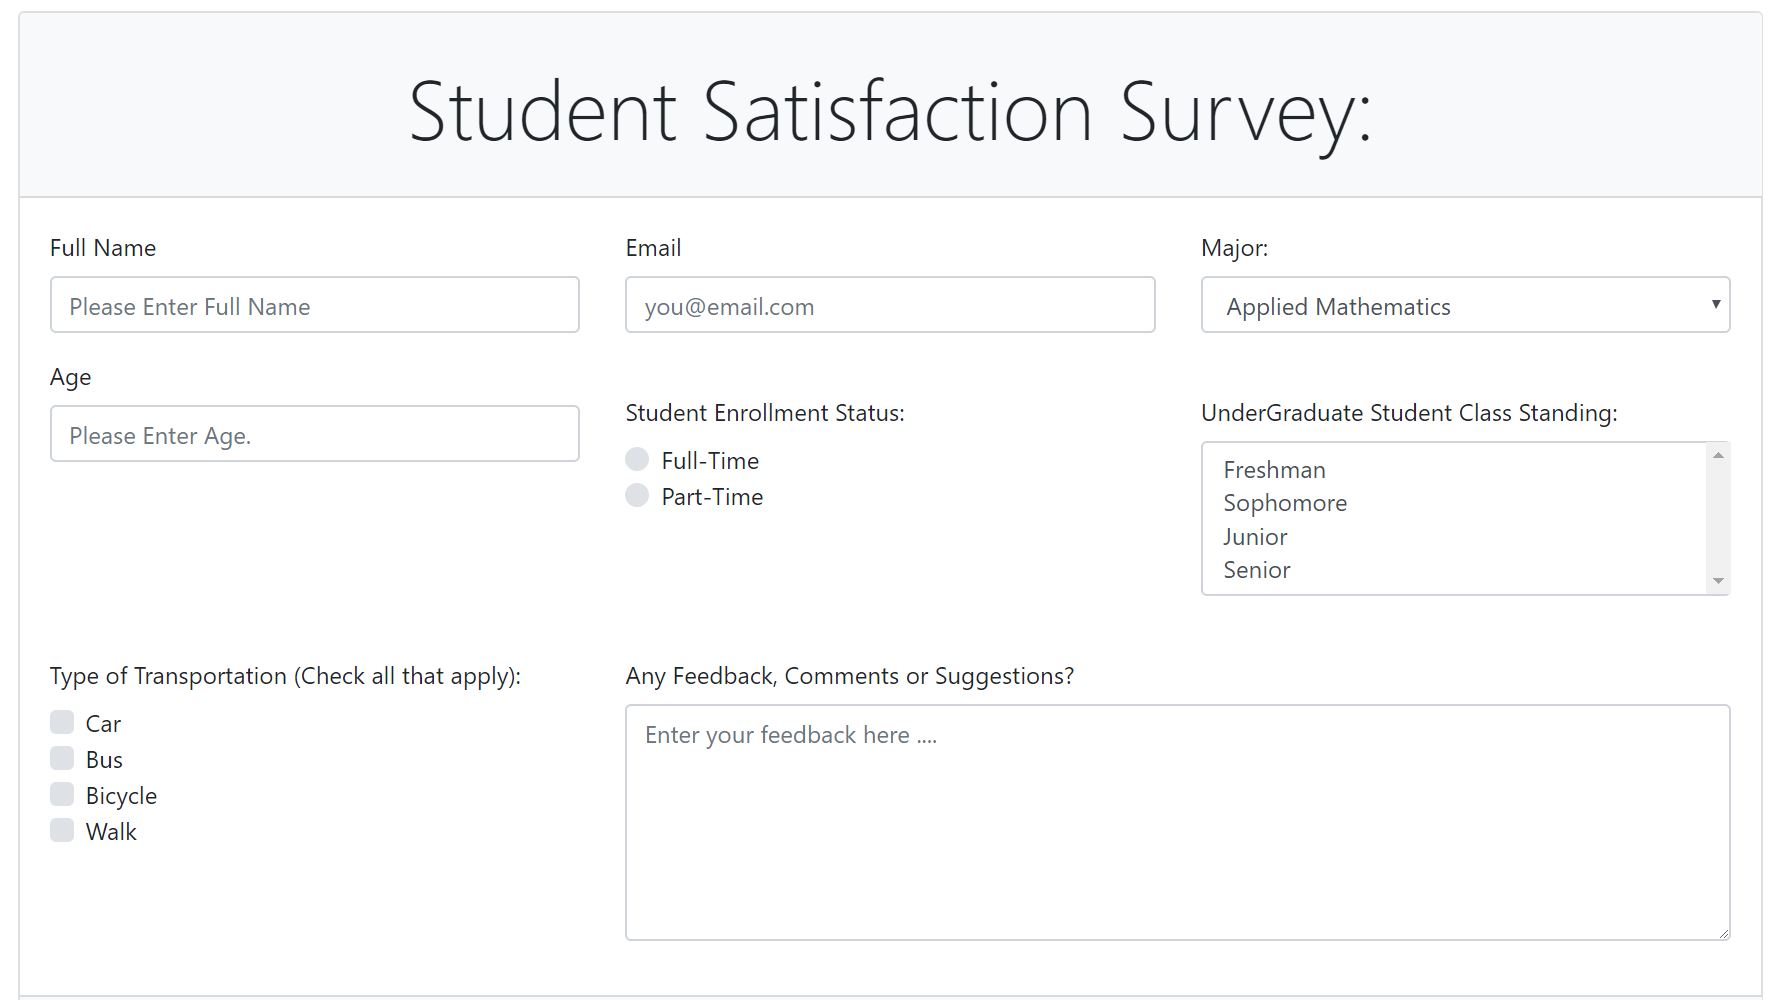 Student Satisfaction Survey:
Full Name
Please Enter Full Name
Email
you@email.com
Major:
Applied Mathematics
Age
Please Enter Age.
Student Enrollment Status:
Full-Time
Part-Time
UnderGraduate Student Class Standing:
Freshman
Sophomore
Junior
Senior
Type of Transportation (Check all that apply):
Car
Bus
Bicycle
Walk
Any Feedback, Comments or Suggestions?
Enter your feedback here ....